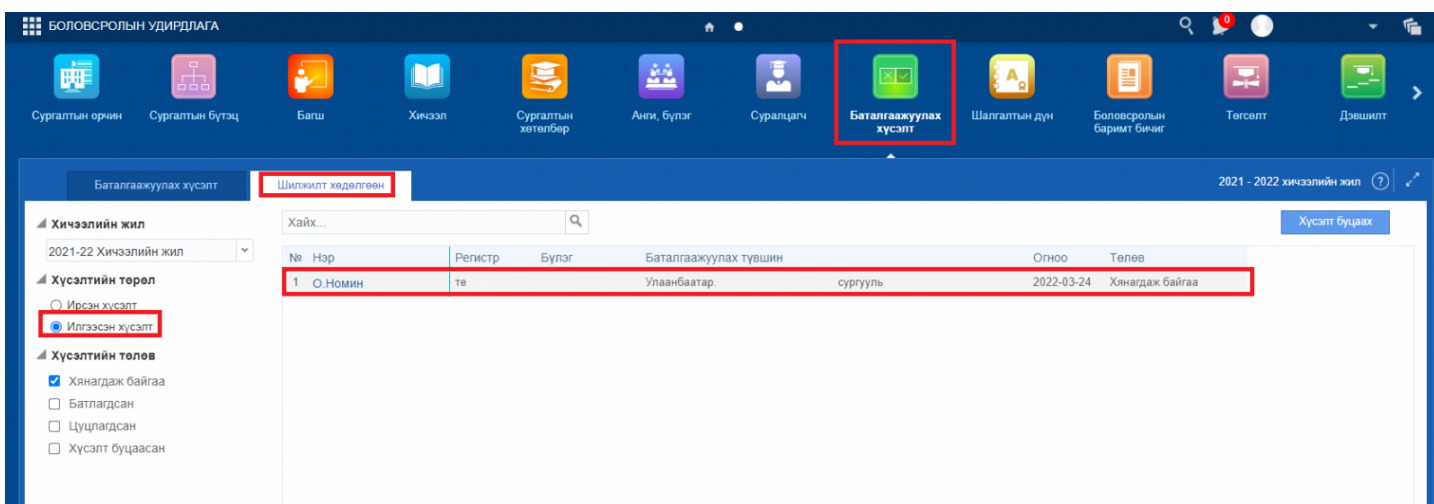 БОЛОВСРОЛЫН УДИРДЛАГА
0
Сургалтын орчин
Сургалтын бүтэц
Багш
Хичээл
Сургалтын
хөтөлбөр
Анги, бүлэг
Суралцагч
Баталгаажуулах
хүсэлт
A
Шалгалтын дүн
Боловсролын
баримт бичиг
Төгсөлт
Дэвшилт
Баталгаажуулах хүсэлт
Шилжилт хөдөлгөөн
2021 - 2022 хичээлийн жил ?
Хичээлийн жил
2021-22 Хичээлийн жил
Хүсэлтийн төрөл
Ирсэн хүсэлт
Илгээсэн хүсэлт
Хүсэлтийн төлөв
Хянагдаж байгаа
Батлагдсан
Цуцлагдсан
Хүсэлт буцаасан
Хайх...
Хүсэлт буцаах
№ Нэр Регистр Бүлэг Баталгаажуулах түвшин Огноо Төлөв
1 О.Номин те Улаанбаатар. сургууль 2022-03-24 Хянагдаж байгаа